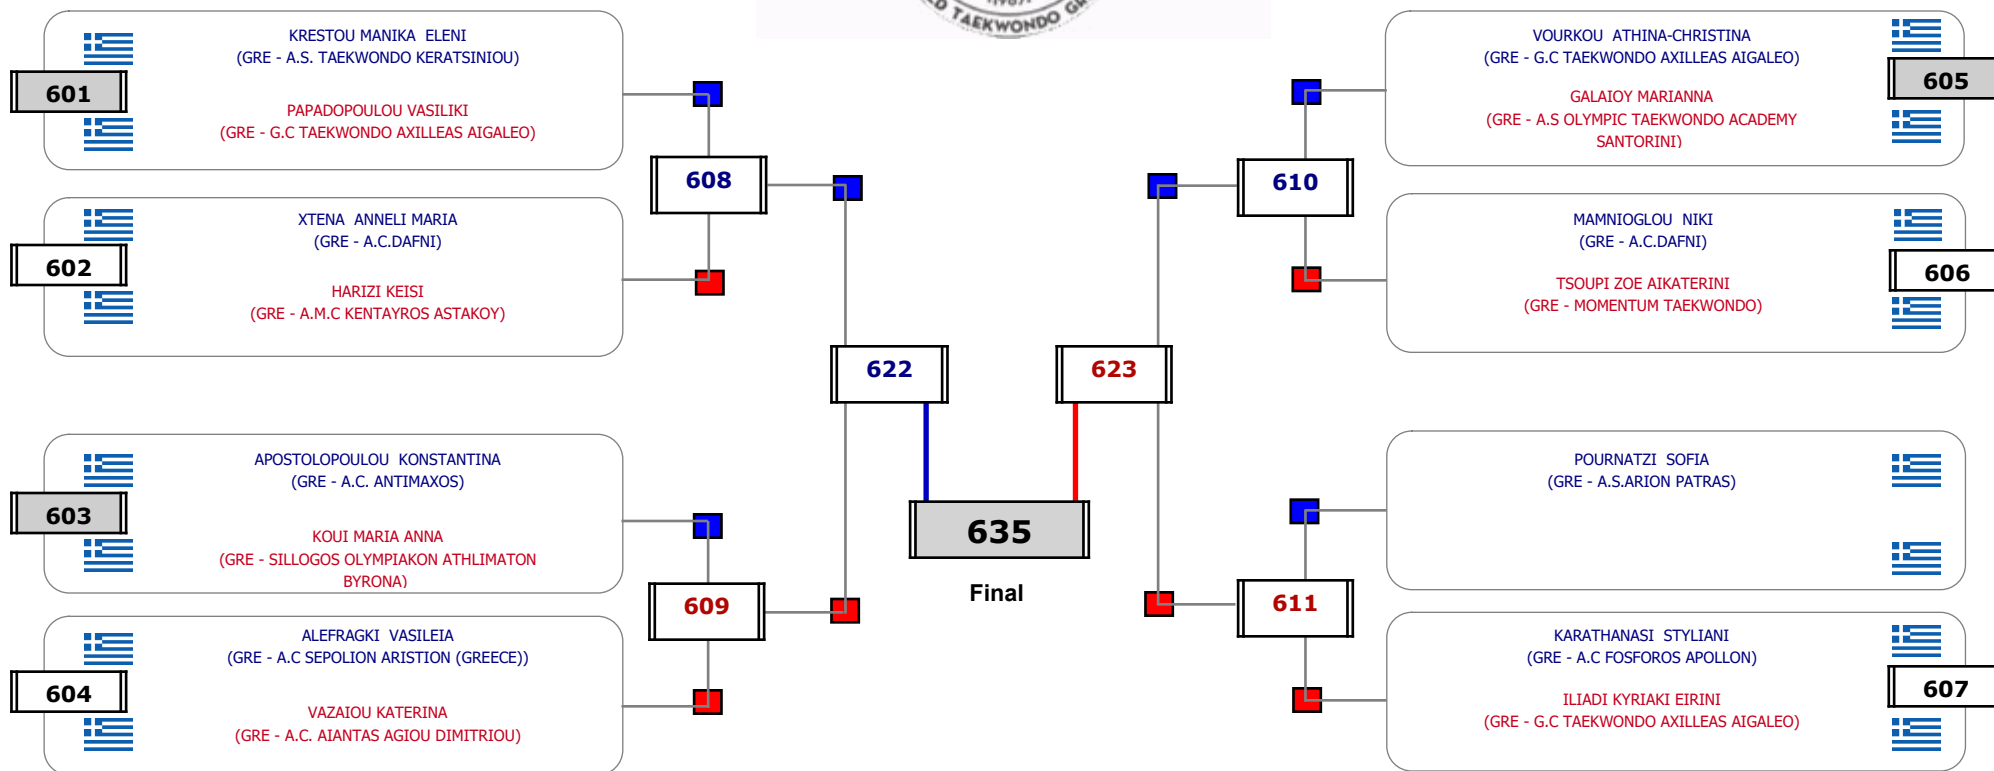 TAEKWONDO
KRESTOU MANIKA ELENI
(GRE - A.S. TAEKWONDO KERATSINIOU)
601
PAPADOPOULOU VASILIKI
(GRE - G.C TAEKWONDO AXILLEAS AIGALEO)
XTENA ANNELI MARIA
(GRE - A.C.DAFNI)
602
HARIZI KEISI
(GRE - A.M.C KENTAYROS ASTAKOY)
608
APOSTOLOPOULOU KONSTANTINA
(GRE - A.C. ANTIMAXOS)
603
KOUI MARIA ANNA
(GRE - SILLOGOS OLYMPIAKON ATHLIMATON
BYRONA)
ALEFRAGKI VASILEIA
(GRE - A.C SEPOLION ARISTION (GREECE))
604
VAZAIOU KATERINA
(GRE - A.C. AIANTAS AGIOU DIMITRIOU)
609
622
635
Final
623
VOURKOU ATHINA-CHRISTINA
(GRE - G.C TAEKWONDO AXILLEAS AIGALEO)
605
GALAIOY MARIANNA
(GRE - A.S OLYMPIC TAEKWONDO ACADEMY
SANTORINI)
610
MAMNIOGLOU NIKI
(GRE - A.C.DAFNI)
606
TSOUPI ZOE AIKATERINI
(GRE - MOMENTUM TAEKWONDO)
POURNATZI SOFIA
(GRE - A.S.ARION PATRAS)
611
KARATHANASI STYLIANI
(GRE - A.C FOSFOROS APOLLON)
607
ILIADI KYRIAKI EIRINI
(GRE - G.C TAEKWONDO AXILLEAS AIGALEO)